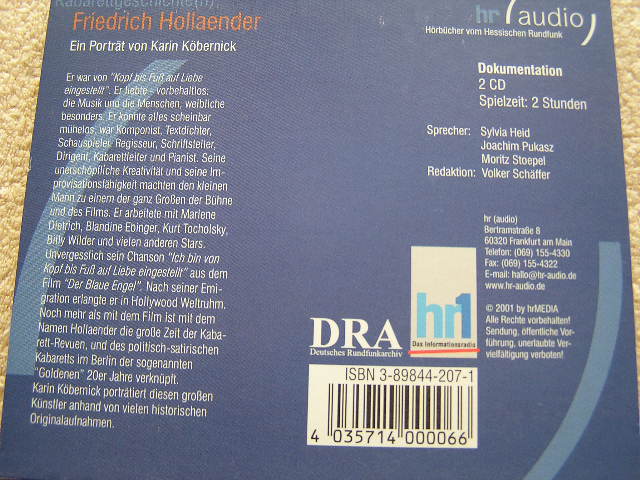 Kabarettgeschichte(n):
Friedrich Hollaender
Ein Porträt von Karin Köbernick
Er war von "Kopf bis Fuß auf Liebe
eingestellt". Er liebte - vorbehaltlos:
die Musik und die Menschen, weibliche
besonders. Er konnte alles scheinbar
mühelos, war Komponist, Textdichter,
Schauspieler, Regisseur, Schriftsteller,
Dirigent, Kabarettleiter und Pianist. Seine
unerschöpfliche Kreativität und seine Im-
provisationsfähigkeit machten den kleinen
Mann zu einem der ganz Großen der Bühne
und des Films. Er arbeitete mit Marlene
Dietrich, Blandine Ebinger, Kurt Tocholsky,
Billy Wilder und vielen anderen Stars.
Unvergesslich sein Chanson "Ich bin von
Kopf bis Fuß auf Liebe eingestellt" aus dem
Film "Der Blaue Engel". Nach seiner Emi-
gration erlangte er in Hollywood Weltruhm.
Noch mehr als mit dem Film ist mit dem
Namen Hollaender die große Zeit der Kaba-
rett-Revuen, und des politisch-satirischen
Kabaretts im Berlin der sogenannten
"Goldenen" 20er Jahre verknüpft.
Karin Köbernick porträtiert diesen großen
Künstler anhand von vielen historischen
Originalaufnahmen.
hr (audio)
Hörbücher vom Hessischen Rundfunk
Dokumentation
2 CD
Spielzeit: 2 Stunden
Sprecher: Sylvia Heid
Joachim Pukasz
Moritz Stoepel
Redaktion: Volker Schäffer
hr (audio)
Bertramstraße 8
60320 Frankfurt am Main
Telefon: (069) 155-4330
Fax: (069) 155-4322
E-mail: hallo@hr-audio.de
www.hr-audio.de
© 2001 by hrMEDIA
Alle Rechte vorbehalten!
Sendung, öffentliche Vor-
führung, unerlaubte Ver-
vielfältigung verboten!
DRA
Deutsches Rundfunkarchiv
hr1
Das Informationsradio
ISBN 3-89844-207-1
4 035714 000066